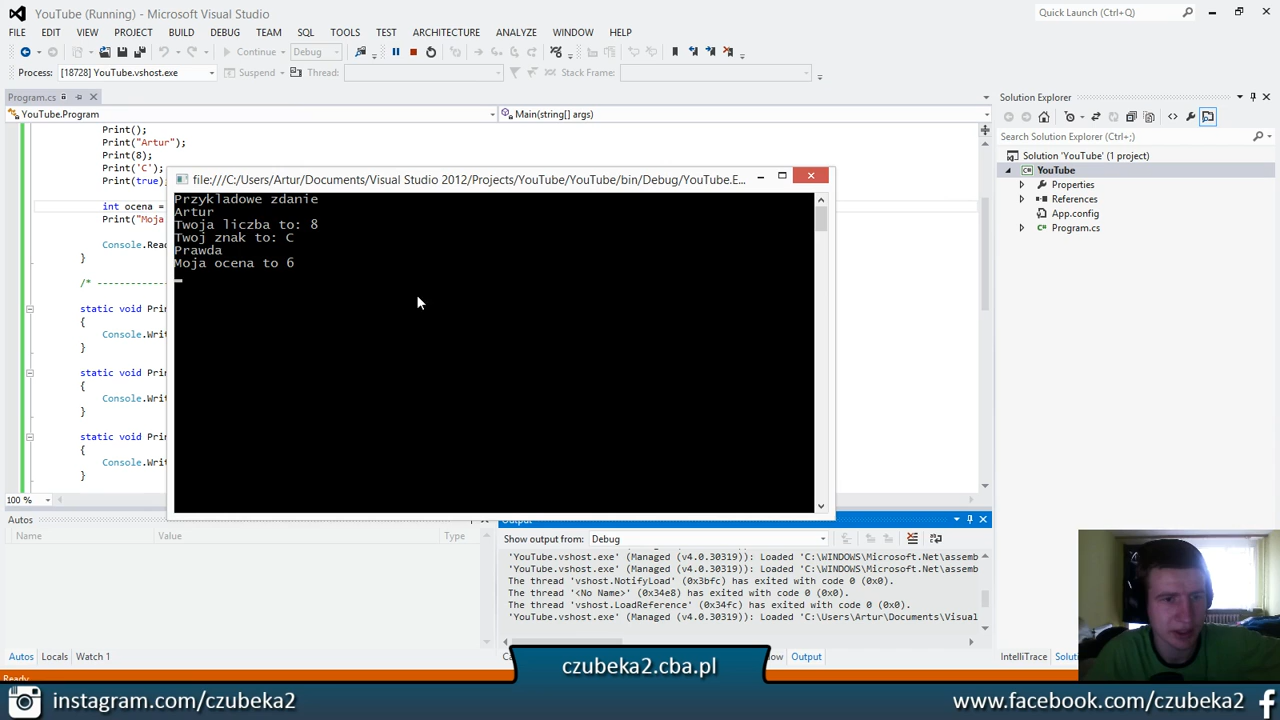 YouTube (Running) - Microsoft Visual Studio
Quick Launch (Ctrl+Q)
FILE EDIT VIEW PROJECT BUILD DEBUG TEAM SQL TOOLS TEST ARCHITECTURE ANALYZE WINDOW HELP
Continue Debug
Process: [18728] YouTube.vshost.exe Suspend Thread: Stack Frame:
Program.cs
YouTube.Program Main(string[] args)
Print();
Print("Artur");
Print(8);
Print('C');
Print(true);
int ocena =
Print("Moja
Console.Rea
}
/* -------------
static void Prin
{
Console.Writ
}
static void Prin
{
Console.Writ
}
static void Prin
{
Console.Writ
}
100 %
file:///C:/Users/Artur/Documents/Visual Studio 2012/Projects/YouTube/YouTube/bin/Debug/YouTube.E...
Przykladowe zdanie
Artur
Twoja liczba to: 8
Twoj znak to: C
Prawda
Moja ocena to 6
Solution Explorer
Search Solution Explorer (Ctrl+;)
Solution 'YouTube' (1 project)
YouTube
Properties
References
App.config
Program.cs
Autos
Name Value Type
Autos Locals Watch 1
Output
Show output from: Debug
'YouTube.vshost.exe' (Managed (v4.0.30319)): Loaded 'C:\WINDOWS\Microsoft.Net\assemb
'YouTube.vshost.exe' (Managed (v4.0.30319)): Loaded 'C:\WINDOWS\Microsoft.Net\assemb
The thread 'vshost.NotifyLoad' (0x3bfc) has exited with code 0 (0x0).
The thread '<No Name>' (0x34e8) has exited with code 0 (0x0).
The thread 'vshost.LoadReference' (0x34fc) has exited with code 0 (0x0).
'YouTube.vshost.exe' (Managed (v4.0.30319)): Loaded 'C:\Users\Artur\Documents\Visual
Output
IntelliTrace Soluti
Ready
czubeka2.cba.pl
instagram.com/czubeka2
www.facebook.com/czubeka2